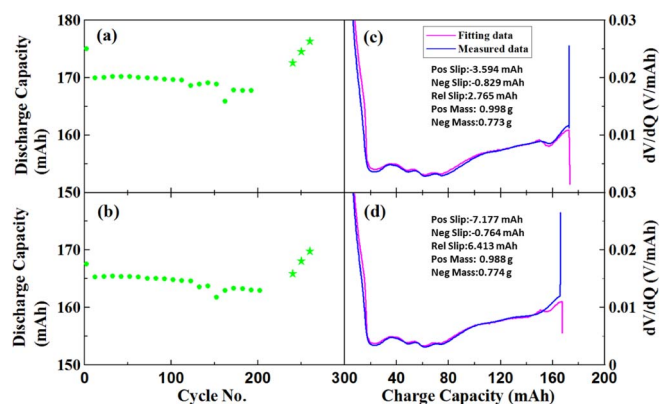 180
170
160
150
170
160
150
Discharge Capacity
(mAh)
Discharge Capacity
(mAh)
(a)
(b)
0
100
200
300
Cycle No.
(c)
Fitting data
Measured data
Pos Slip:-3.594 mAh
Neg Slip:-0.829 mAh
Rel Slip:2.765 mAh
Pos Mass: 0.998 g
Neg Mass:0.773 g
(d)
Pos Slip:-7.177 mAh
Neg Slip:-0.764 mAh
Rel Slip:6.413 mAh
Pos Mass: 0.988 g
Neg Mass:0.774 g
40
80
120
160
200
Charge Capacity (mAh)
0.03
0.02
0.01
0.03
0.02
0.01
0
dV/dQ (V/mAh)
dV/dQ (V/mAh)